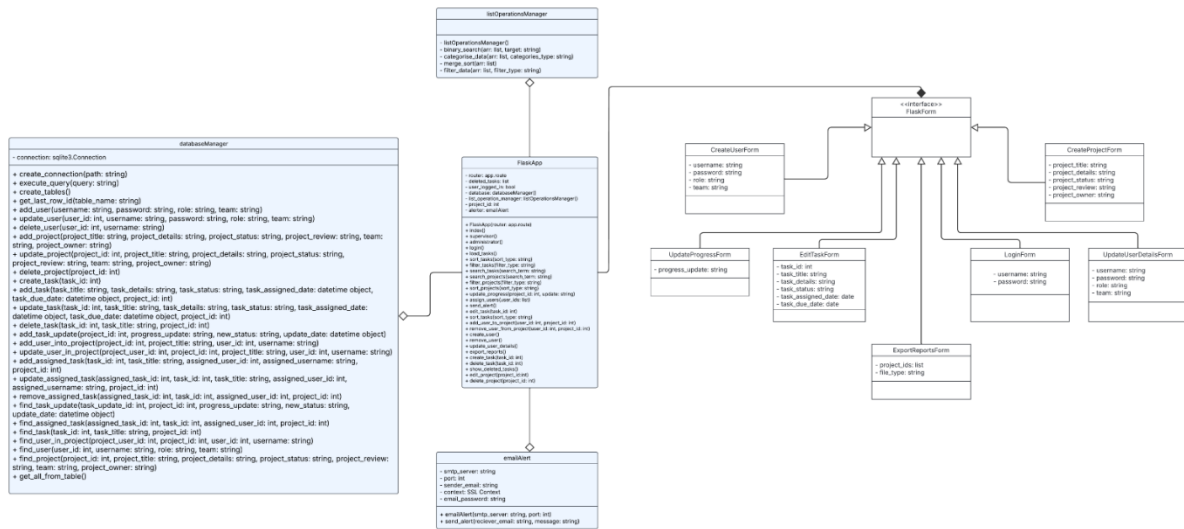 listOperationsManager
- listOperationsManager()
- binary_search(arr: list, target: string)
- categorise_data(arr: list, categories_type: string)
- merge_sort(arr: list)
- filter_data(arr: list, filter_type: string)
databaseManager
- connection: sqlite3.Connection
+ create_connection(path: string)
+ execute_query(query: string)
+ create_tables()
+ get_last_row_id(table_name: string)
+ add_user(username: string, password: string, role: string, team: string)
+ update_user(user_id: int, username: string, password: string, role: string, team: string)
+ delete_user(user_id: int, username: string)
+ add_project(project_title: string, project_details: string, project_status: string, project_review: string, team:
string, project_owner: string)
+ update_project(project_id: int, project_title: string, project_details: string, project_status: string,
project_review: string, team: string, project_owner: string)
+ delete_project(project_id: int)
+ create_task(task_id: int)
+ add_task(task_title: string, task_details: string, task_status: string, task_assigned_date: datetime object,
task_due_date: datetime object, project_id: int)
+ update_task(task_id: int, task_title: string, task_details: string, task_status: string, task_assigned_date:
datetime object, task_due_date: datetime object, project_id: int)
+ delete_task(task_id: int, task_title: string, project_id: int)
+ add_task_update(project_id: int, progress_update: string, new_status: string, update_date: datetime object)
+ add_user_into_project(project_id: int, project_title: string, user_id: int, username: string)
+ update_user_in_project(project_user_id: int, project_id: int, project_title: string, user_id: int, username: string)
+ add_assigned_task(task_id: int, task_title: string, assigned_user_id: int, assigned_username: string,
project_id: int)
+ update_assigned_task(assigned_task_id: int, task_id: int, task_title: string, assigned_user_id: int,
assigned_username: string, project_id: int)
+ remove_assigned_task(assigned_task_id: int, task_id: int, assigned_user_id: int, project_id: int)
+ find_task_update(task_update_id: int, project_id: int, progress_update: string, new_status: string,
update_date: datetime object)
+ find_assigned_task(assigned_task_id: int, task_id: int, assigned_user_id: int, project_id: int)
+ find_task(task_id: int, task_title: string, project_id: int)
+ find_user_in_project(project_user_id: int, project_id: int, user_id: int, username: string)
+ find_user(user_id: int, username: string, role: string, team: string)
+ find_project(project_id: int, project_title: string, project_details: string, project_status: string, project_review:
string, team: string, project_owner: string)
+ get_all_from_table()
FlaskApp
- router: app.route
- deleted_tasks: list
- user_logged_in: bool
- database: databaseManager()
- list_operation_manager: listOperationsManager()
- project_id: int
- alerter: emailAlert
+ FlaskApp(router: app.route)
+ index()
+ supervisor()
+ administrator()
+ login()
+ load_tasks()
+ sort_tasks(sort_type: string)
+ filter_tasks(filter_type: string)
+ search_tasks(search_term: string)
+ search_projects(search_term: string)
+ filter_projects(filter_type: string)
+ sort_projects(sort_type: string)
+ update_progress(project_id: int, update: string)
+ assign_users(user_ids: list)
+ send_alert()
+ edit_task(task_id: int)
+ sort_tasks(sort_type: string)
+ add_user_to_project(user_id: int, project_id: int)
+ remove_user_from_project(user_id: int, project_id: int)
+ create_user()
+ remove_user()
+ update_user_details()
+ export_reports()
+ create_task(task_id: int)
+ delete_task(task_id: int)
+ show_deleted_tasks()
+ edit_project(project_id:int)
+ delete_project(project_id: int)
emailAlert
- smtp_server: string
- port: int
- sender_email: string
- context: SSL Context
- email_password: string
+ emailAlert(smtp_server: string, port: int)
+ send_alert(reciever_email: string, message: string)
<<interface>>
FlaskForm
CreateUserForm
- username: string
- password: string
- role: string
- team: string
CreateProjectForm
- project_title: string
- project_details: string
- project_status: string
- project_review: string
- project_owner: string
UpdateProgressForm
- progress_update: string
EditTaskForm
- task_id: int
- task_title: string
- task_details: string
- task_status: string
- task_assigned_date: date
- task_due_date: date
LoginForm
- username: string
- password: string
UpdateUserDetailsForm
- username: string
- password: string
- role: string
- team: string
ExportReportsForm
- project_ids: list
- file_type: string